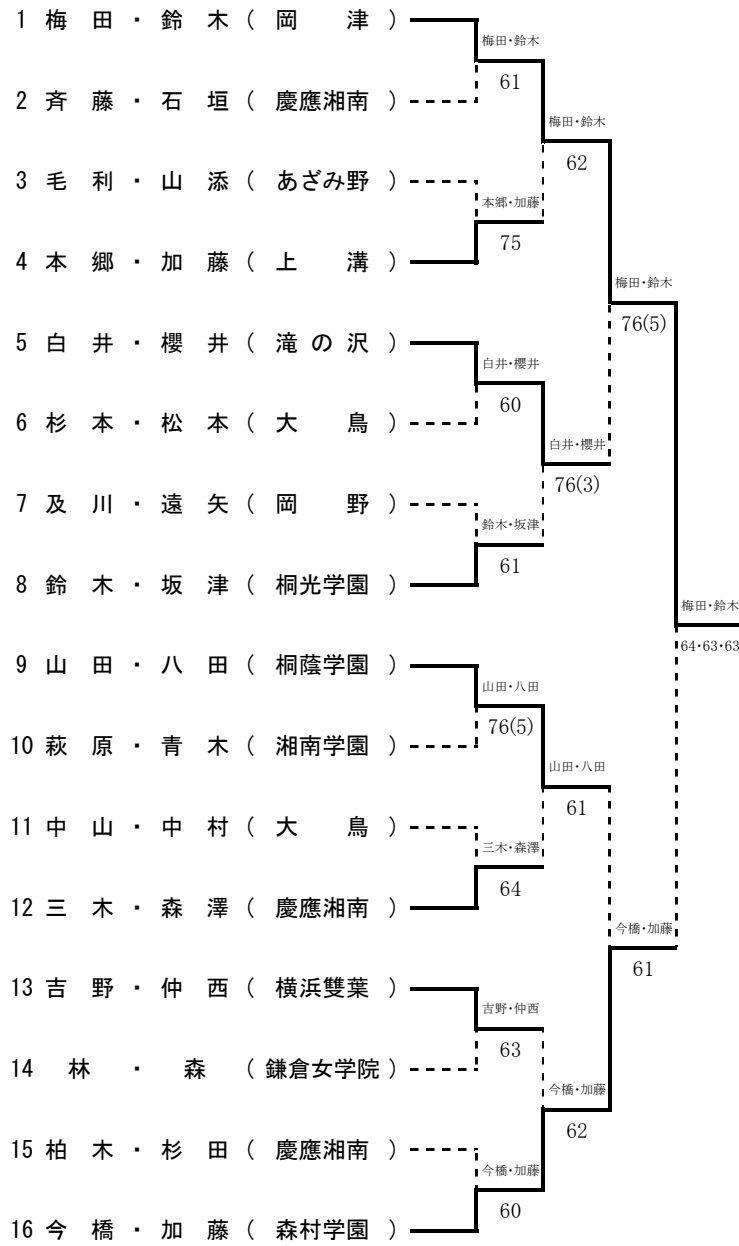 1 梅 田 ・ 鈴 木 ( 岡 津 )
梅田・鈴木
61
2 斉 藤 ・ 石 垣 ( 慶應湘南 )
梅田・鈴木
62
3 毛 利 ・ 山 添 ( あざみ野 )
本郷・加藤
75
4 本 郷 ・ 加 藤 ( 上 溝 )
梅田・鈴木
76(5)
5 白 井 ・ 櫻 井 ( 滝 の 沢 )
白井・櫻井
60
6 杉 本 ・ 松 本 ( 大 鳥 )
白井・櫻井
76(3)
7 及 川 ・ 遠 矢 ( 岡 野 )
鈴木・坂津
61
8 鈴 木 ・ 坂 津 ( 桐光学園 )
梅田・鈴木
64・63・63
9 山 田 ・ 八 田 ( 桐蔭学園 )
山田・八田
76(5)
10 萩 原 ・ 青 木 ( 湘南学園 )
山田・八田
61
11 中 山 ・ 中 村 ( 大 鳥 )
三木・森澤
64
12 三 木 ・ 森 澤 ( 慶應湘南 )
今橋・加藤
61
13 吉 野 ・ 仲 西 ( 横浜雙葉 )
吉野・仲西
63
14 林 ・ 森 ( 鎌倉女学院 )
今橋・加藤
62
15 柏 木 ・ 杉 田 ( 慶應湘南 )
今橋・加藤
60
16 今 橋 ・ 加 藤 ( 森村学園 )